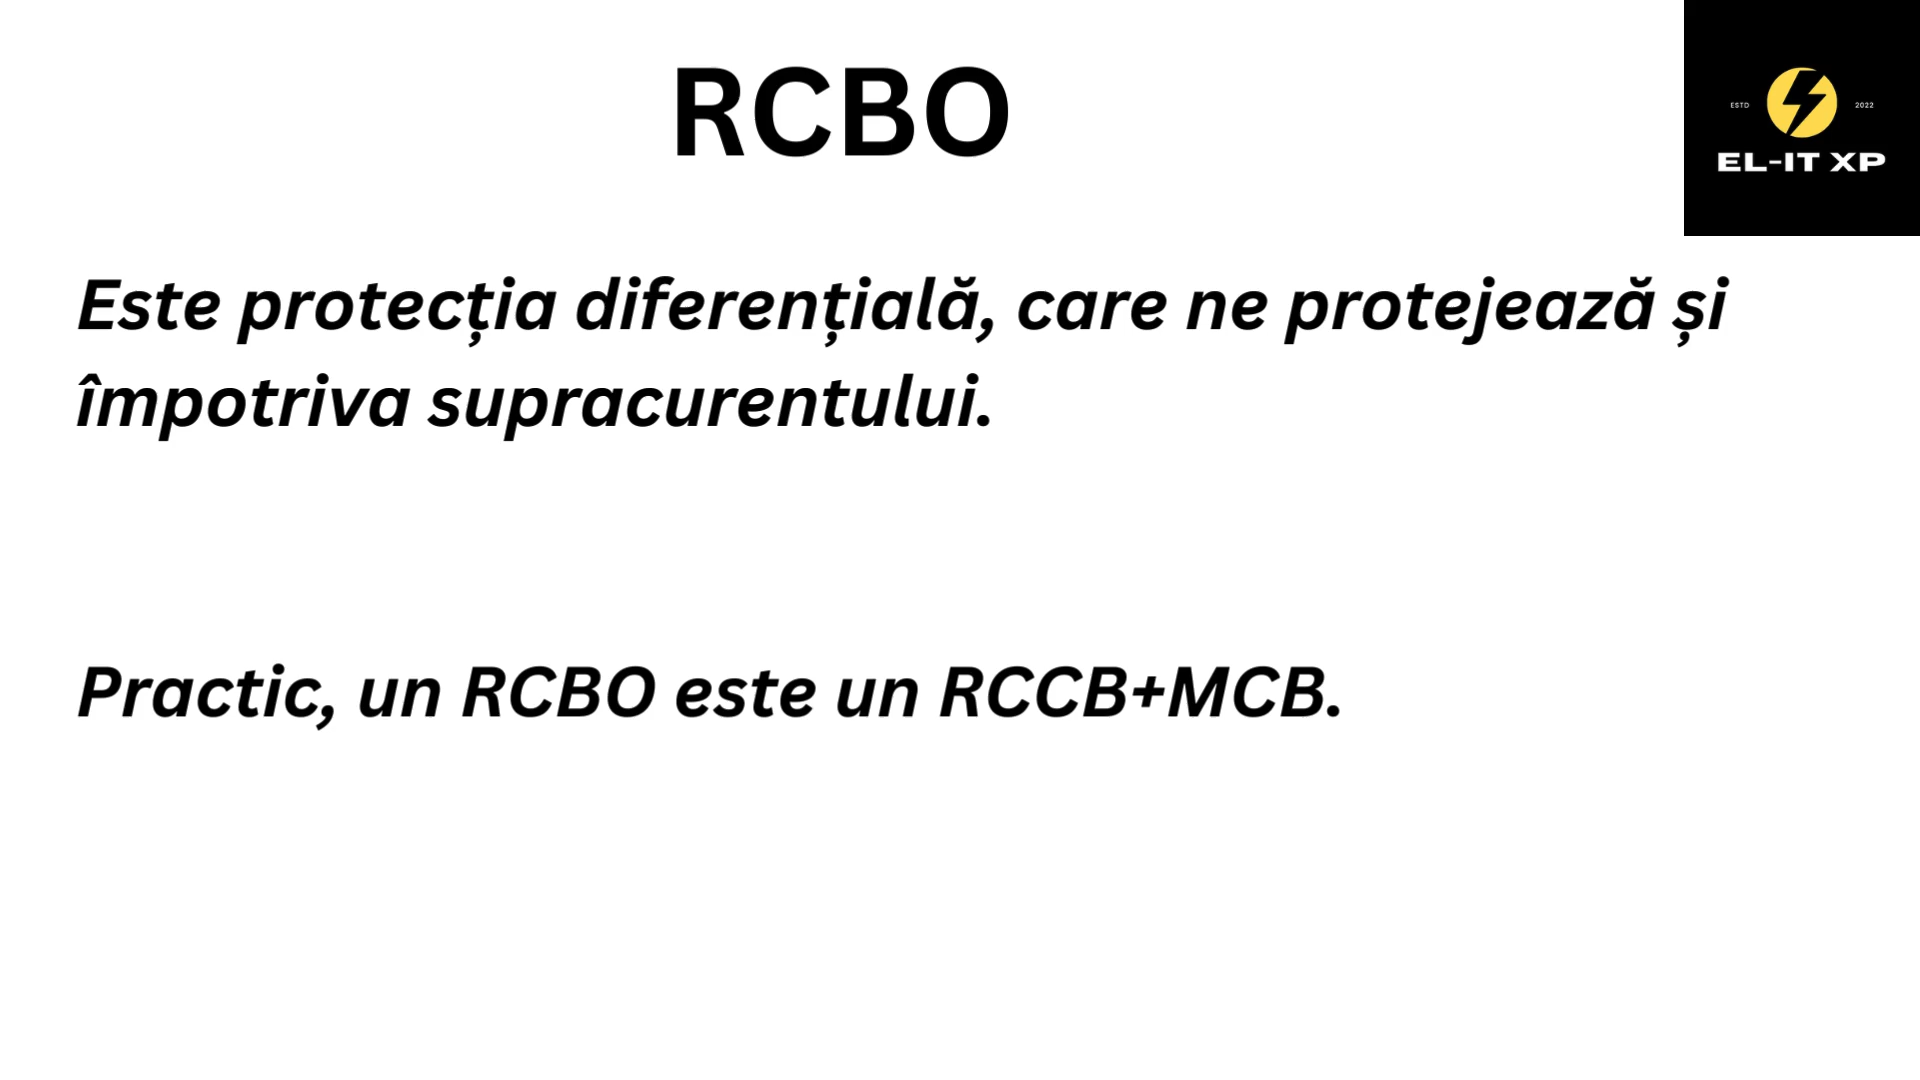 RCBO
ESTD
2022
EL-IT XP
Este protecția diferențială, care ne protejează și
împotriva supracurentului.
Practic, un RCBO este un RCCB+MCB.